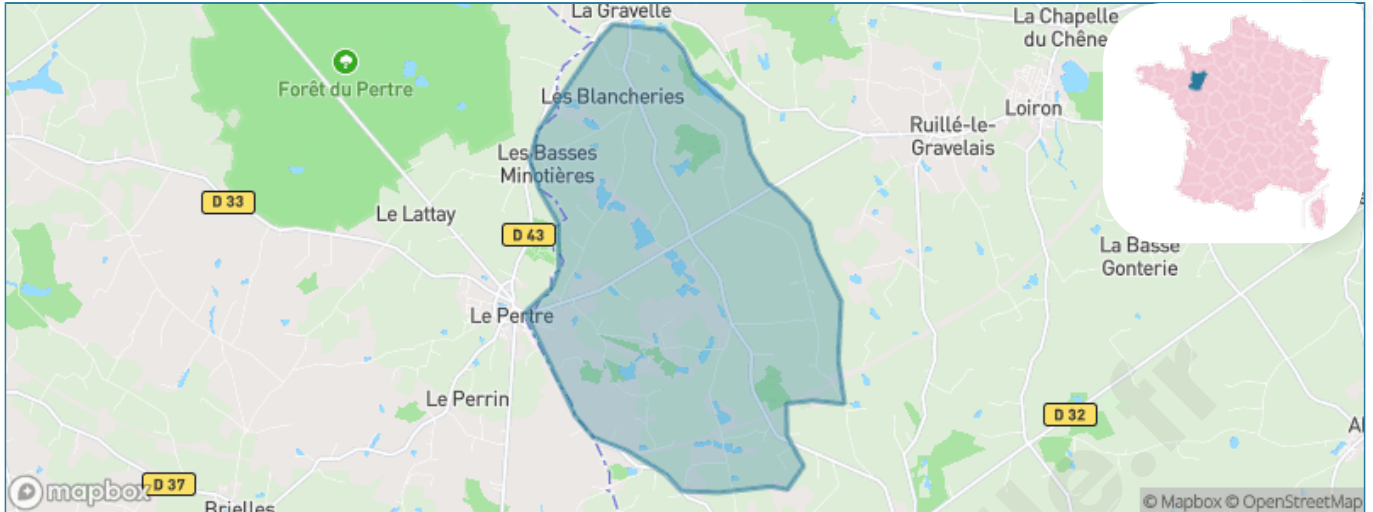 La Gravelle
La Chapelle
du Chêne
Forêt du Pertre
Les Blancheries
Loiron
Ruillé-le-
Gravelais
Les Basses
Minotières
D 33
Le Lattay
D 43
La Basse
Gonterie
Le Pertre
Le Perrin
D 32
mapbox
D 37
Brielles
© Mapbox © OpenStreetMap